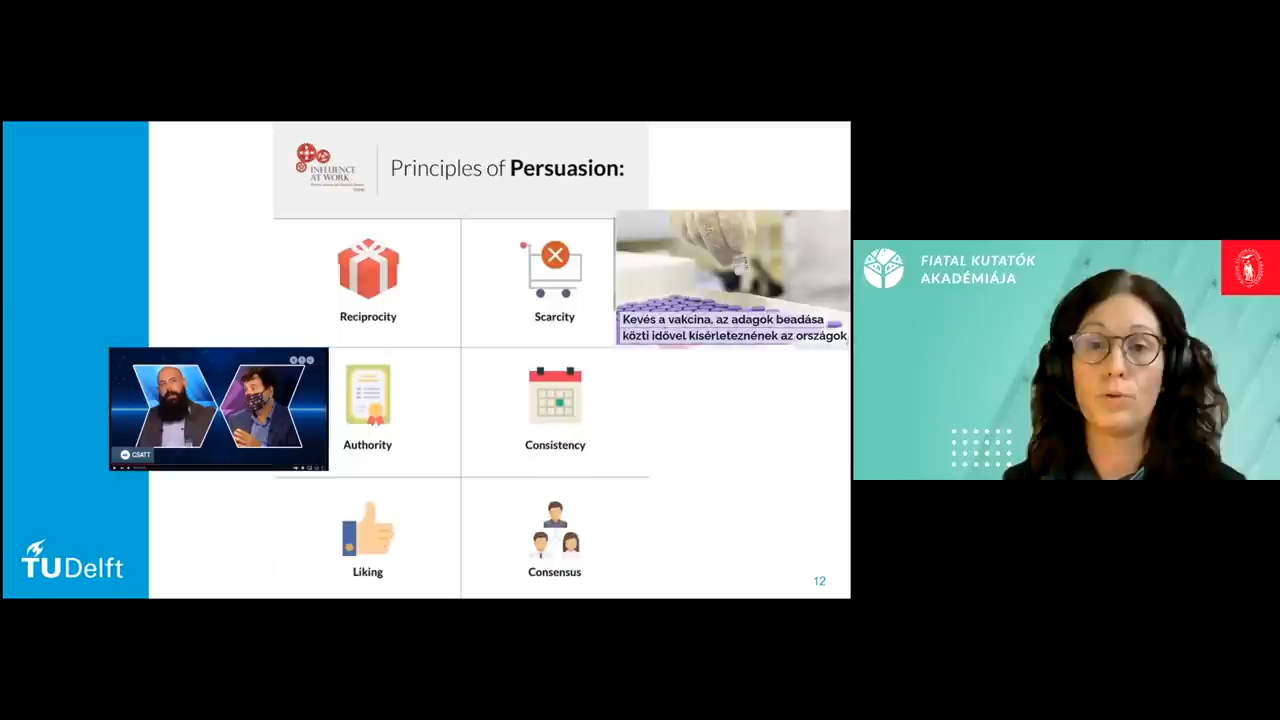 INFLUENCE
AT WORK
Principles of Persuasion:
Reciprocity
Scarcity
Kevés a vakcina, az adagok beadása
közti idővel kísérleteznének az országok
CSATT
Authority
Consistency
Liking
Consensus
TUDelft
12
FIATAL KUTATÓK
AKADÉMIÁJA